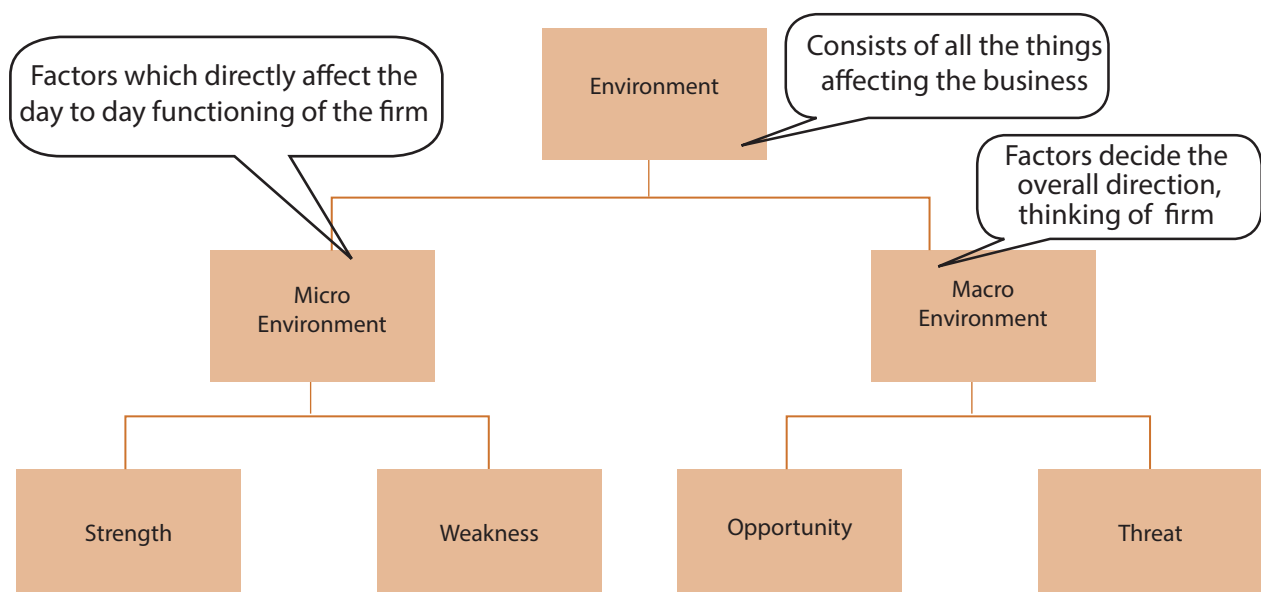 Factors which directly affect the
day to day functioning of the firm
Environment
Consists of all the things
affecting the business
Factors decide the
overall direction,
thinking of firm
Micro
Environment
Macro
Environment
Strength
Weakness
Opportunity
Threat